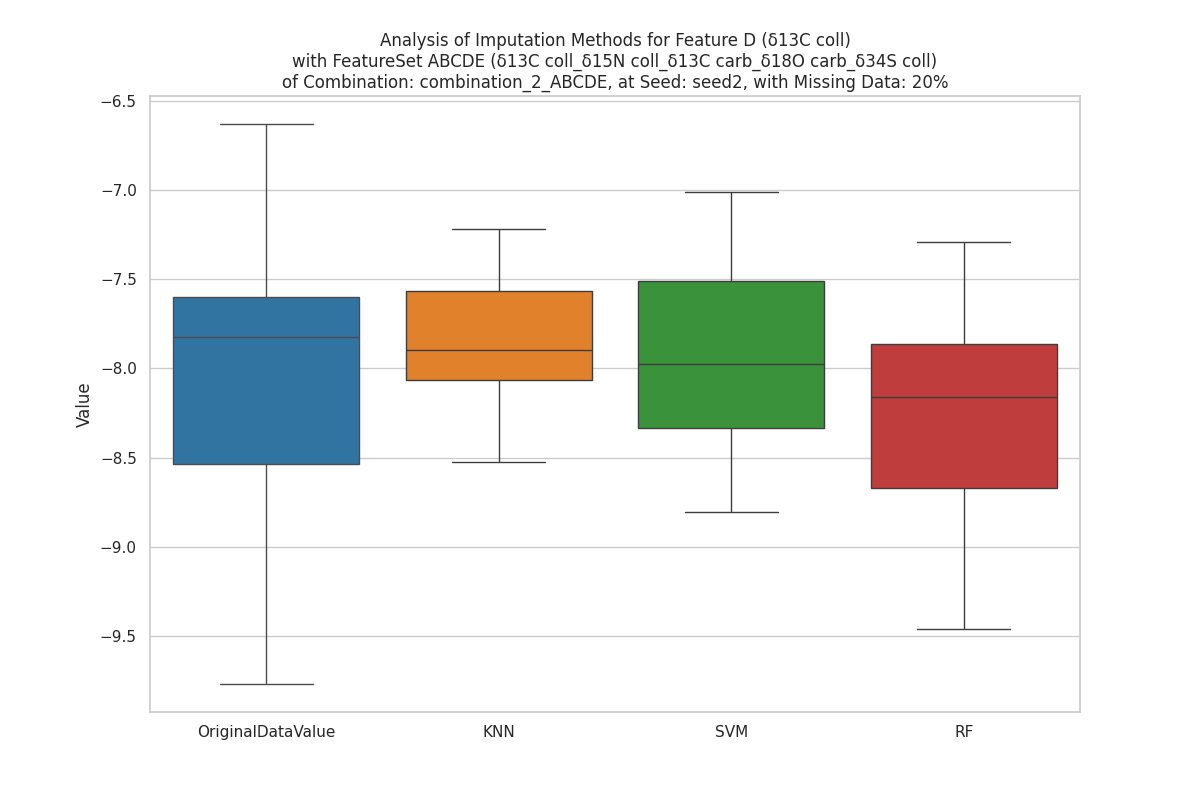 Analysis of Imputation Methods for Feature D (δ13C coll)
with FeatureSet ABCDE (δ13C coll_δ15N coll_δ13C carb_δ18O carb_δ34S coll)
of Combination: combination_2_ABCDE, at Seed: seed2, with Missing Data: 20%
−6.5
−7.0
−7.5
−8.0
−8.5
−9.0
−9.5
Value
OriginalDataValue
KNN
SVM
RF